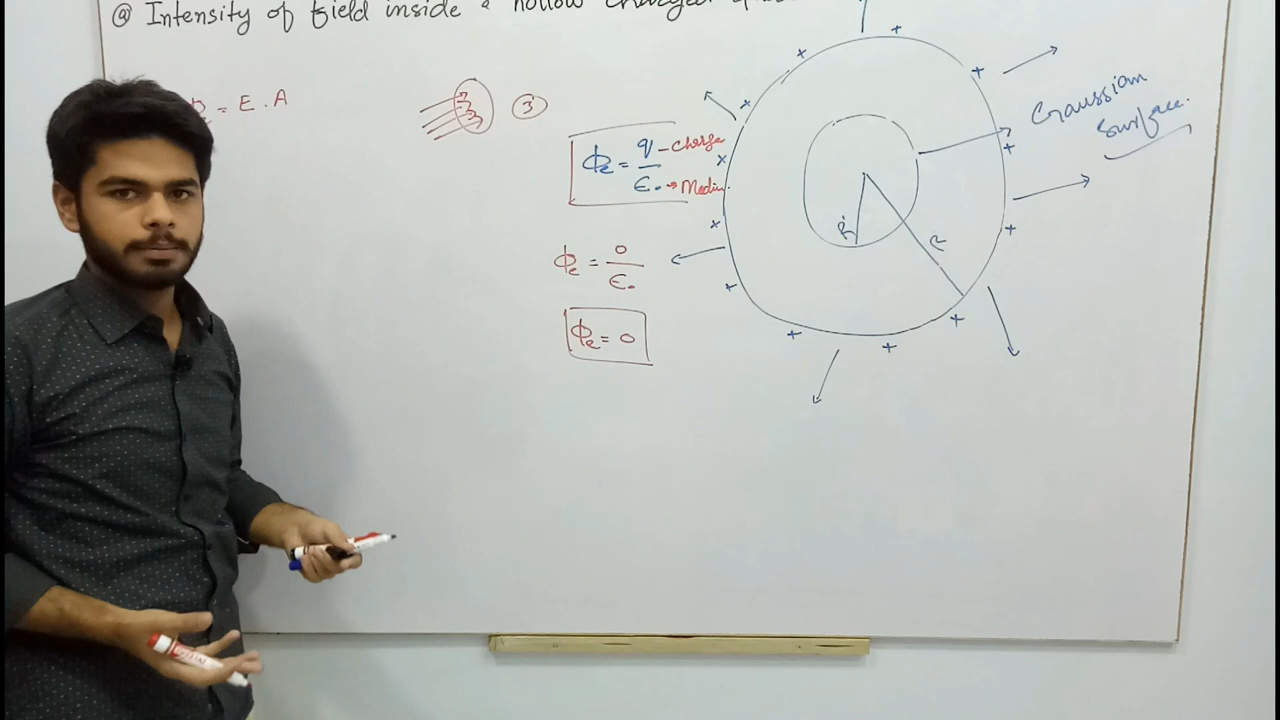 @ Intensity of field inside a hollow charged
= E . A
3
Φe = q - Charge
ε₀ → Medium.
Φe = 0
ε₀
Φe = 0
Gaussian
Surface.
R'
R